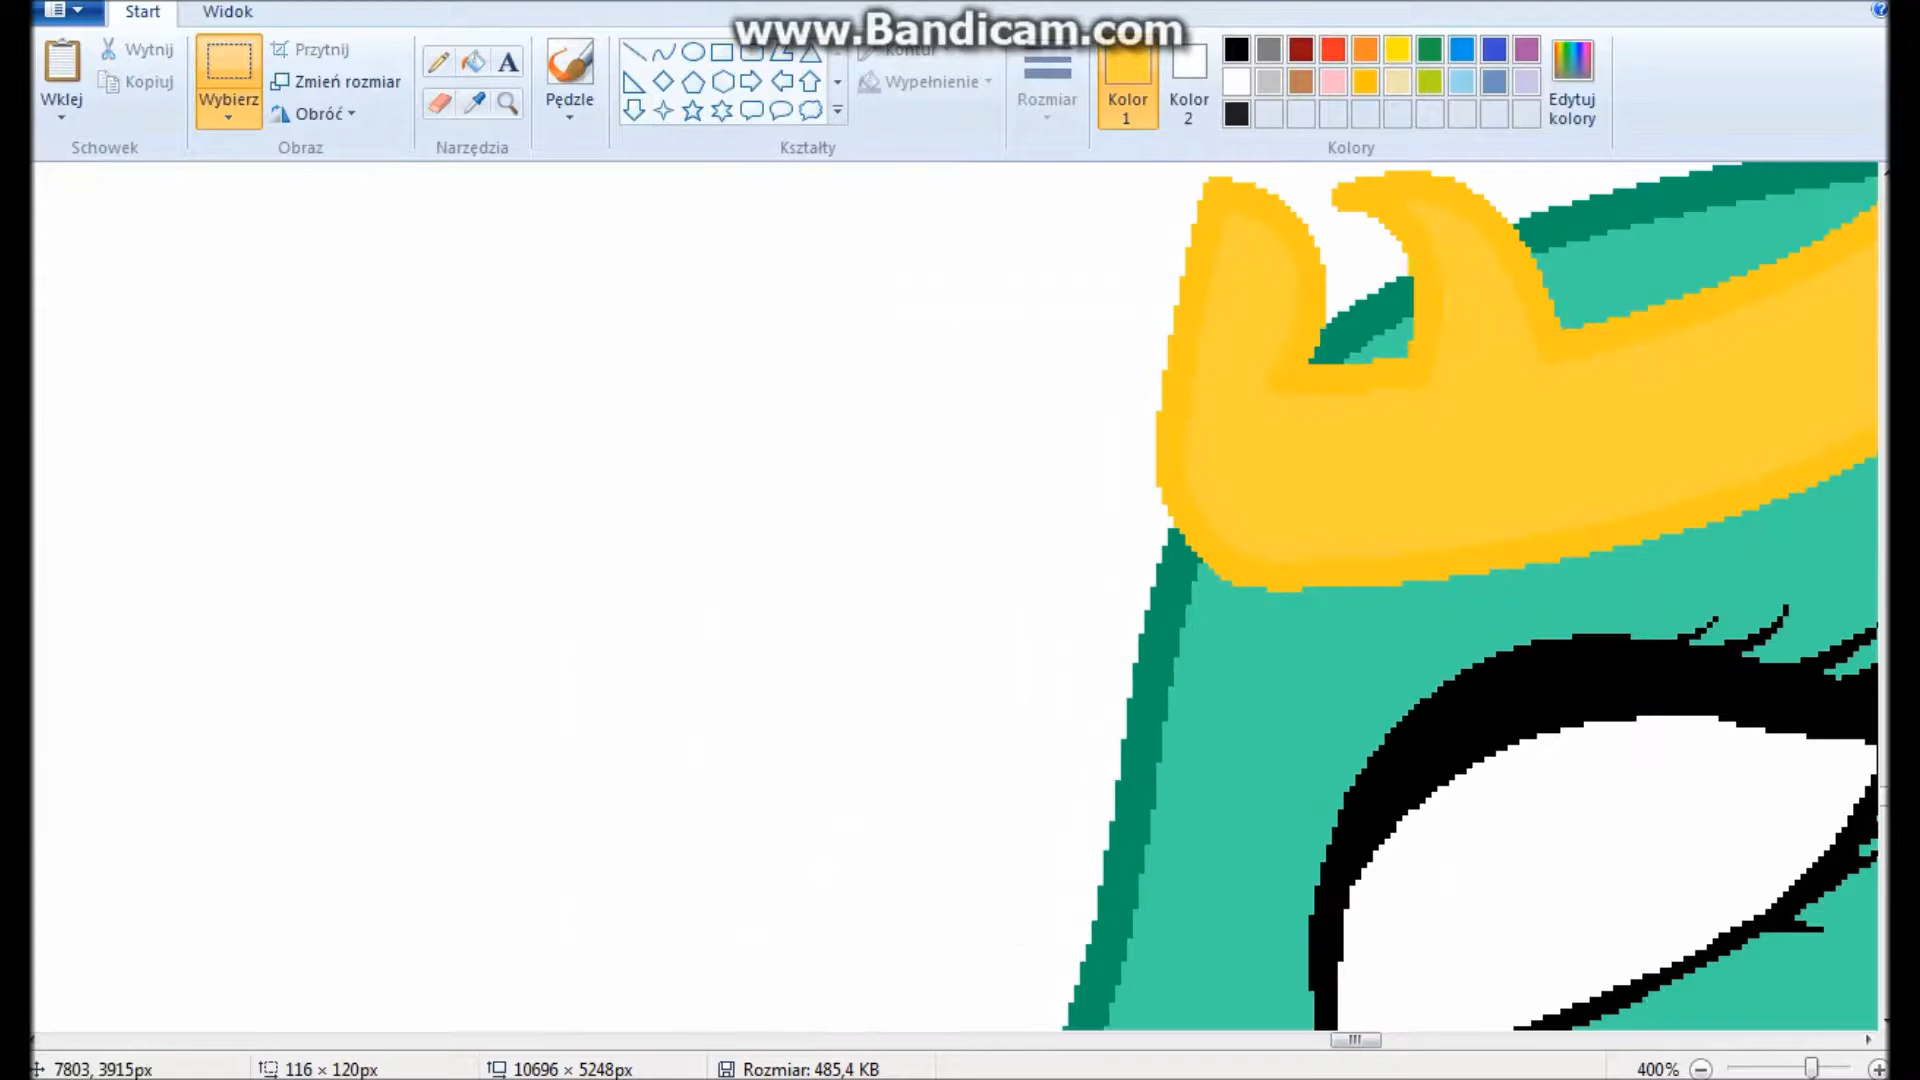 Start Widok
www.Bandicam.com
Wklej
Wytnij
Kopiuj
Schowek
Wybierz
Przytnij
Zmień rozmiar
Obróć
Obraz
A
Narzędzia
Pędzle
Kontur
Wypełnienie
Kształty
Rozmiar
Kolor
1
Kolor
2
Edytuj
kolory
Kolory
7803, 3915px 116 × 120px 10696 × 5248px Rozmiar: 485,4 KB 400%